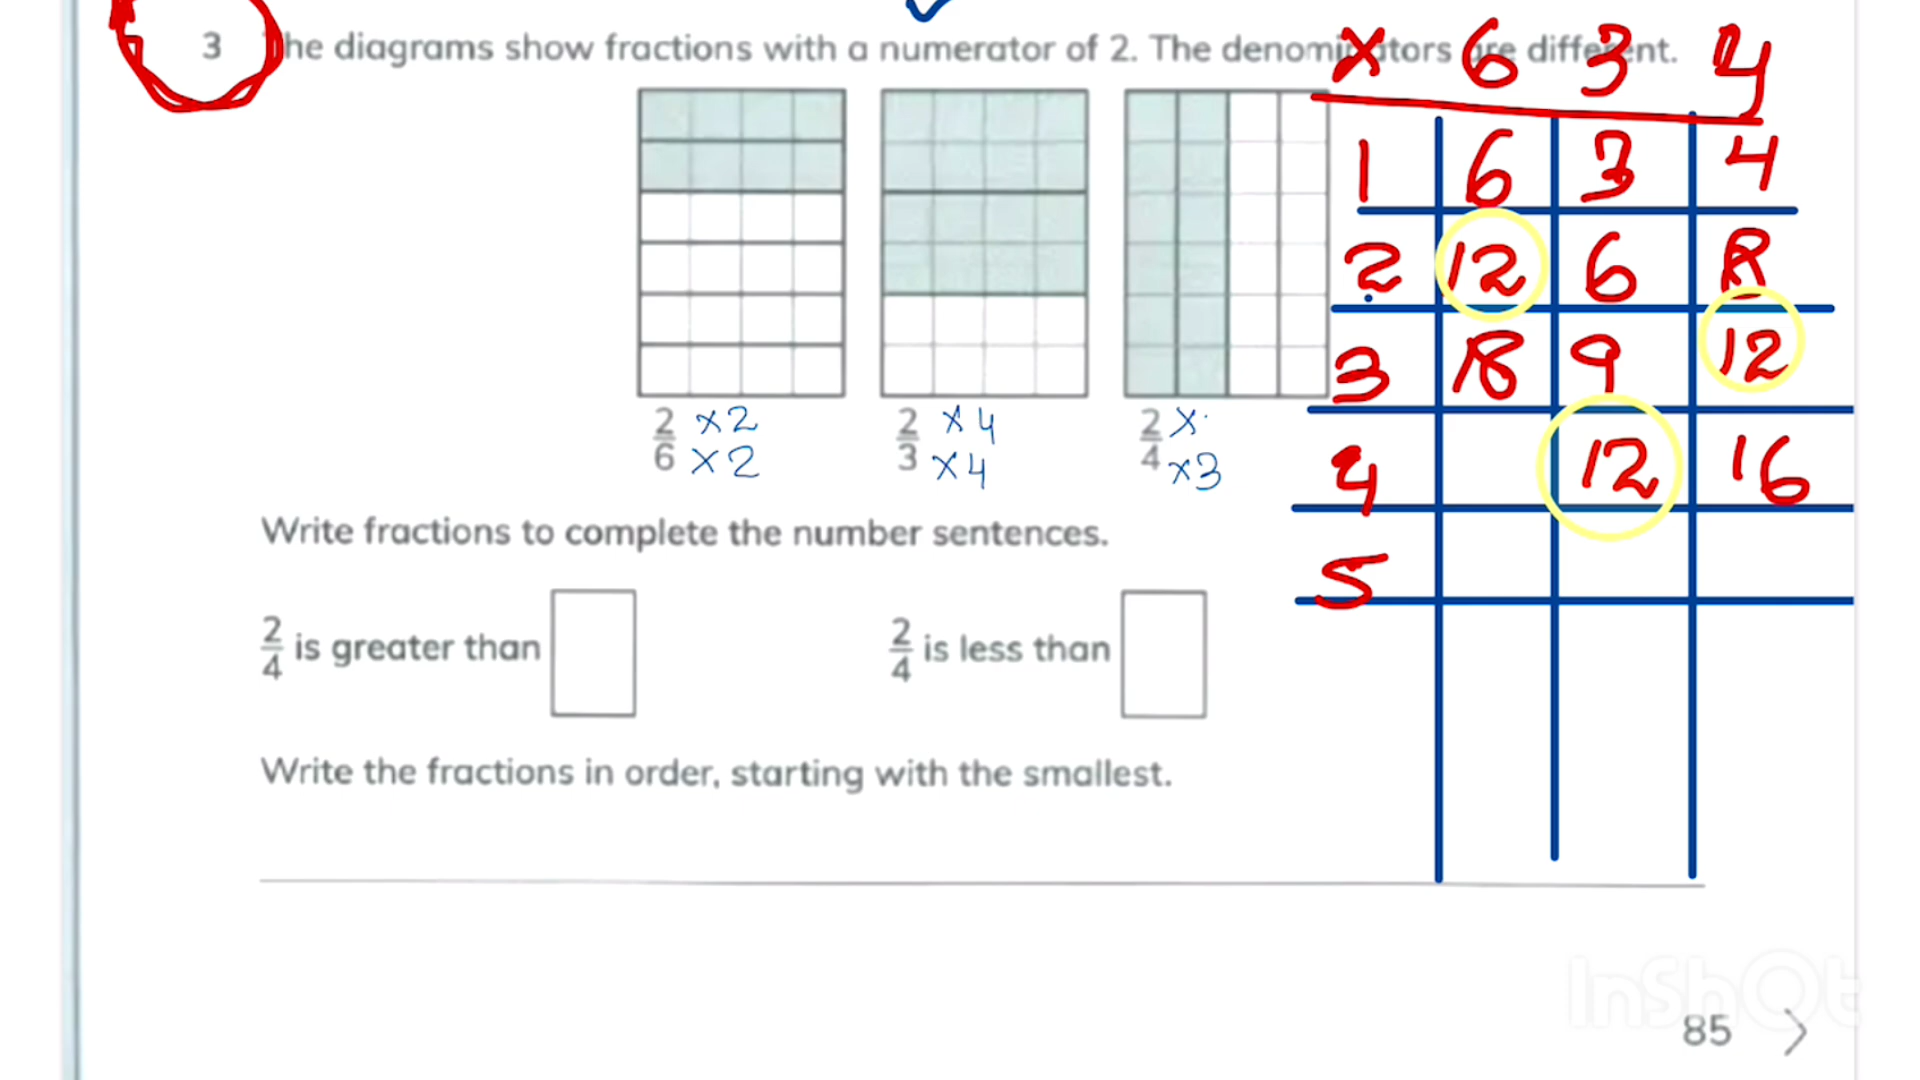 3 The diagrams show fractions with a numerator of 2. The denominators are different.
× 6 3 4
1 6 3 4
2 12 6 8
3 18 9 12
4 12 16
5
2/6 ×2 ×2
2/3 ×4 ×4
2/4 × ×3
Write fractions to complete the number sentences.
2/4 is greater than
2/4 is less than
Write the fractions in order, starting with the smallest.
InShOt
85